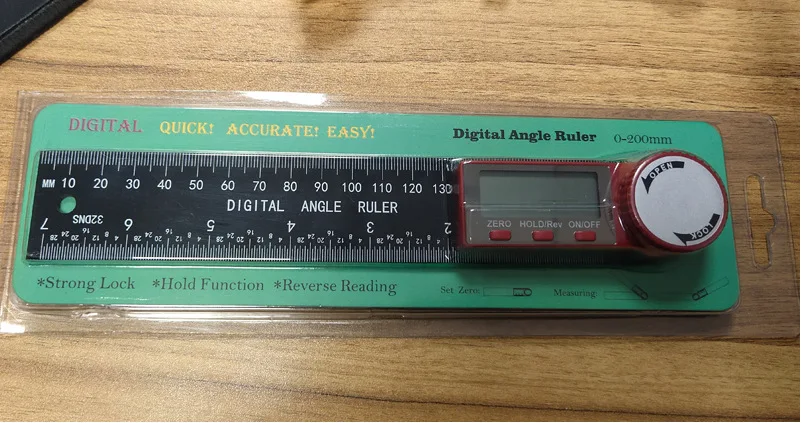 DIGITAL QUICK! ACCURATE! EASY!
Digital Angle Ruler 0-200mm
MM 10 20 30 40 50 60 70 80 90 100 110 120 130
DIGITAL ANGLE RULER
32DNS
7 6 5 4 3 2
ZERO HOLD/Rev ON/OFF
OPEN
LOCK
*Strong Lock *Hold Function *Reverse Reading
Set Zero: Measuring: